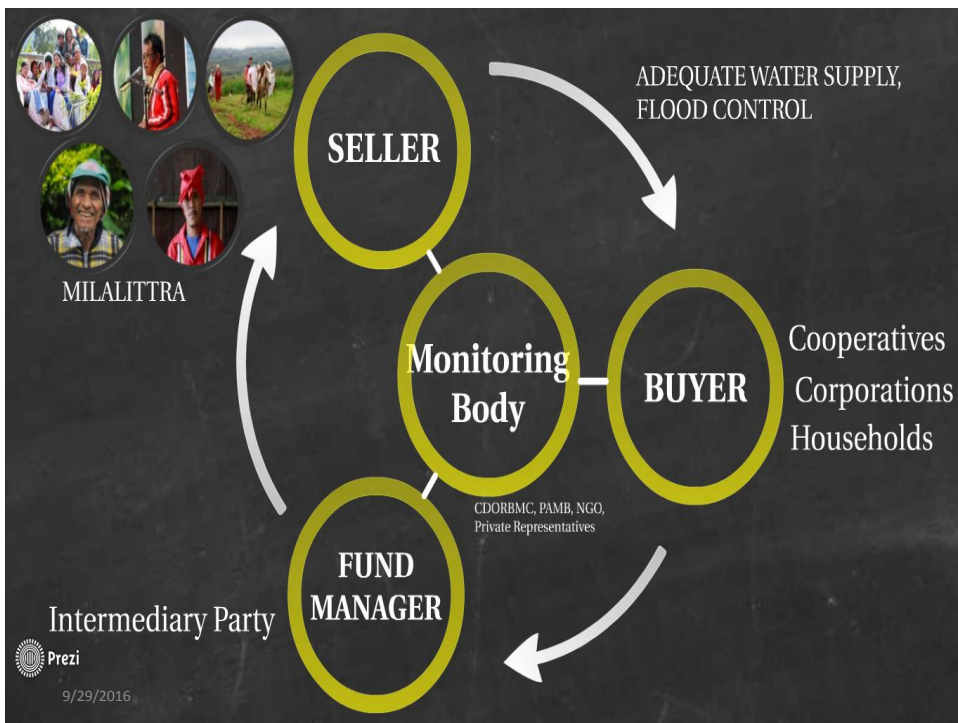 ADEQUATE WATER SUPPLY,
FLOOD CONTROL
SELLER
MILALITTRA
Monitoring
Body
BUYER
Cooperatives
Corporations
Households
CDORBMC, PAMB, NGO,
Private Representatives
FUND
MANAGER
Intermediary Party
Prezi
9/29/2016